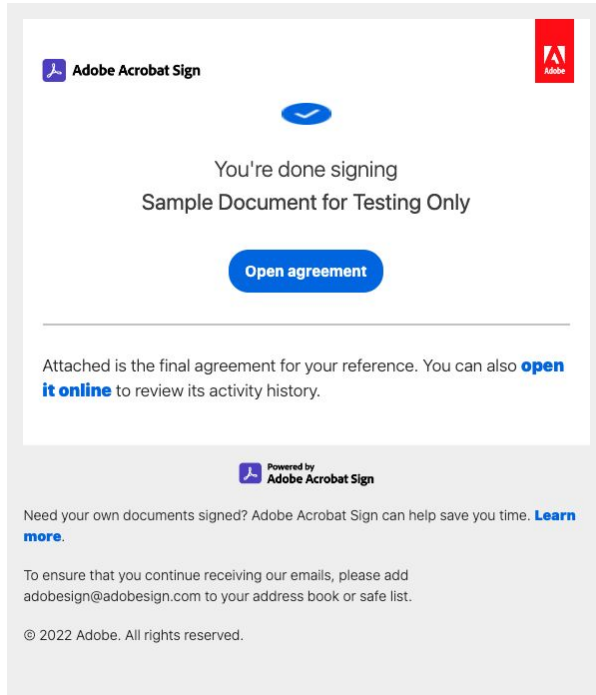 Adobe Acrobat Sign
Adobe
You're done signing
Sample Document for Testing Only
Open agreement
Attached is the final agreement for your reference. You can also open
it online to review its activity history.
Powered by
Adobe Acrobat Sign
Need your own documents signed? Adobe Acrobat Sign can help save you time. Learn
more.
To ensure that you continue receiving our emails, please add
adobesign@adobesign.com to your address book or safe list.
© 2022 Adobe. All rights reserved.